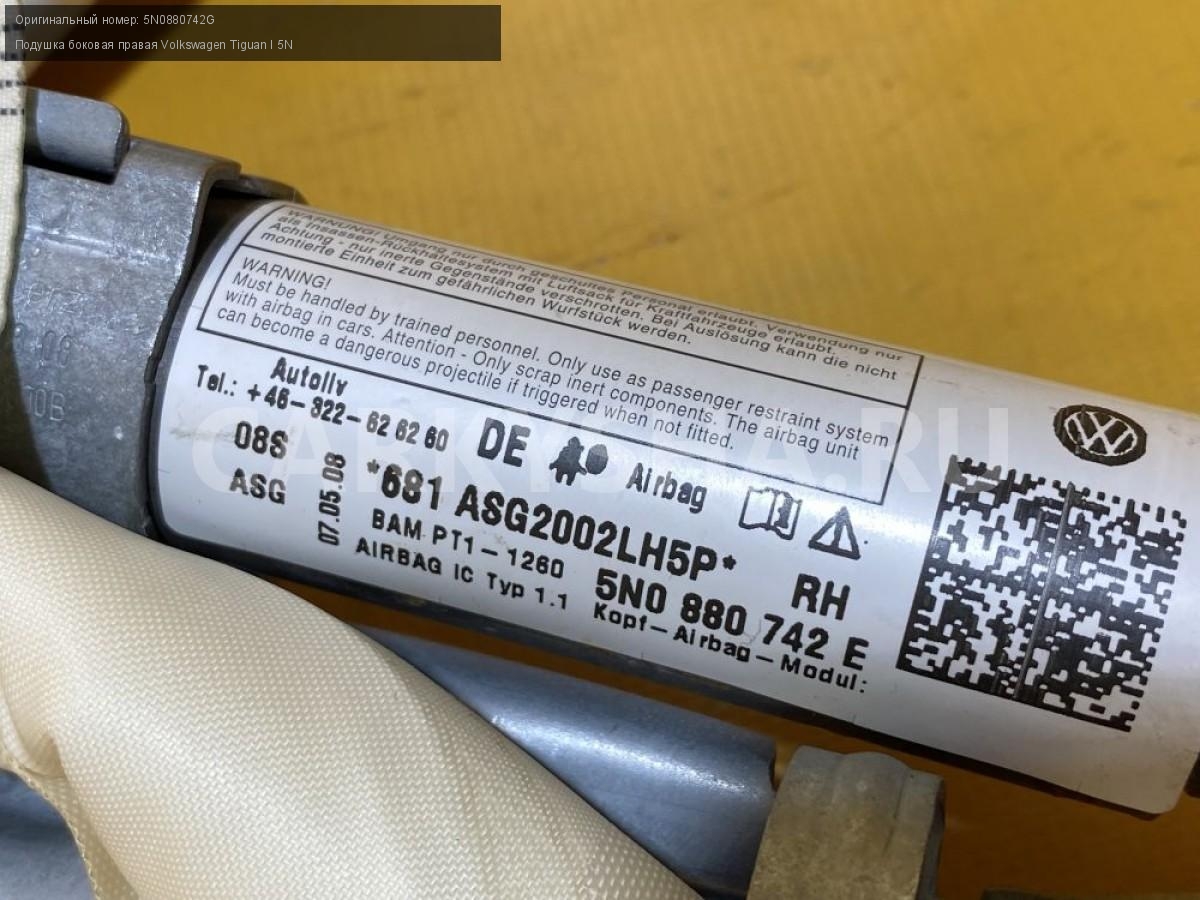 Оригинальный номер: 5N0880742G
Подушка боковая правая Volkswagen Tiguan I 5N
WARNUNG! Umgang nur durch geschultes Personal erlaubt. Verwendung nur
als Insassen-Rückhaltesystem mit Luftsack für Kraftfahrzeuge erlaubt.
Achtung - nur inerte Gegenstände verschrotten. Bei Auslösung kann die nicht
montierte Einheit zum gefährlichen Wurfstück werden.
WARNING!
Must be handled by trained personnel. Only use as passenger restraint system
with airbag in cars. Attention - Only scrap inert components. The airbag unit
can become a dangerous projectile if triggered when not fitted.
Autoliv
Tel.: +46-322-626260
08S
ASG
07.05.08
DE
Airbag
*681 ASG2002LH5P*
BAM PT1-1260
AIRBAG IC Typ 1.1
RH
5N0 880 742 E
Kopf-Airbag-Modul:
CARKYSHA.RU